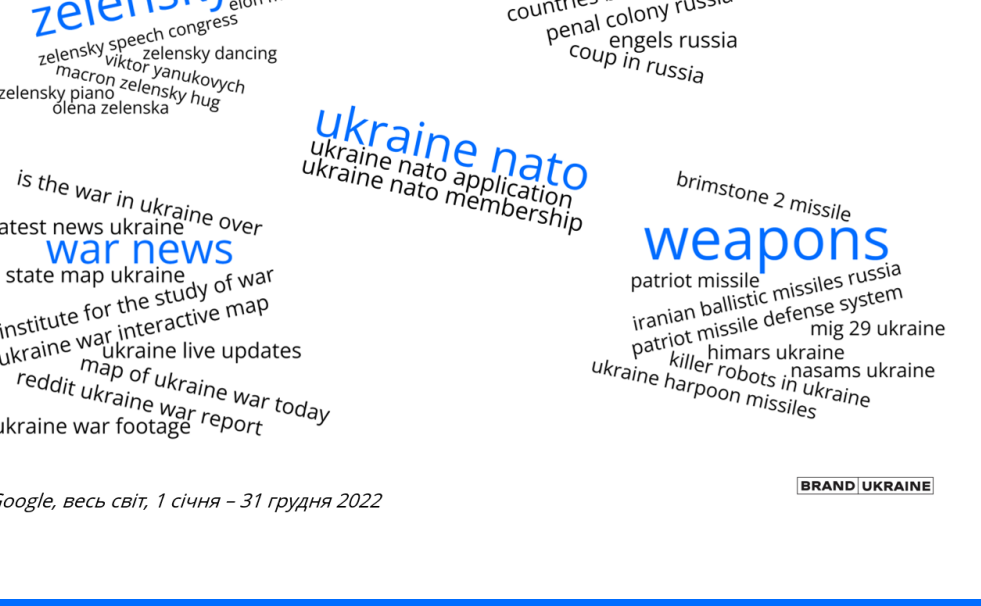 zelensky
zelensky speech congress
zelensky dancing
viktor yanukovych
macron zelensky hug
zelensky piano
olena zelenska
countries
penal colony russia
engels russia
coup in russia
ukraine nato
ukraine nato application
ukraine nato membership
is the war in ukraine over
atest news ukraine
war news
state map ukraine
institute for the study of war
ukraine war interactive map
ukraine live updates
map of ukraine war today
reddit ukraine war report
ukraine war footage
brimstone 2 missile
weapons
patriot missile
iranian ballistic missiles russia
patriot missile defense system
mig 29 ukraine
himars ukraine
killer robots in ukraine
nasams ukraine
ukraine harpoon missiles
Google, весь світ, 1 січня – 31 грудня 2022
BRAND UKRAINE